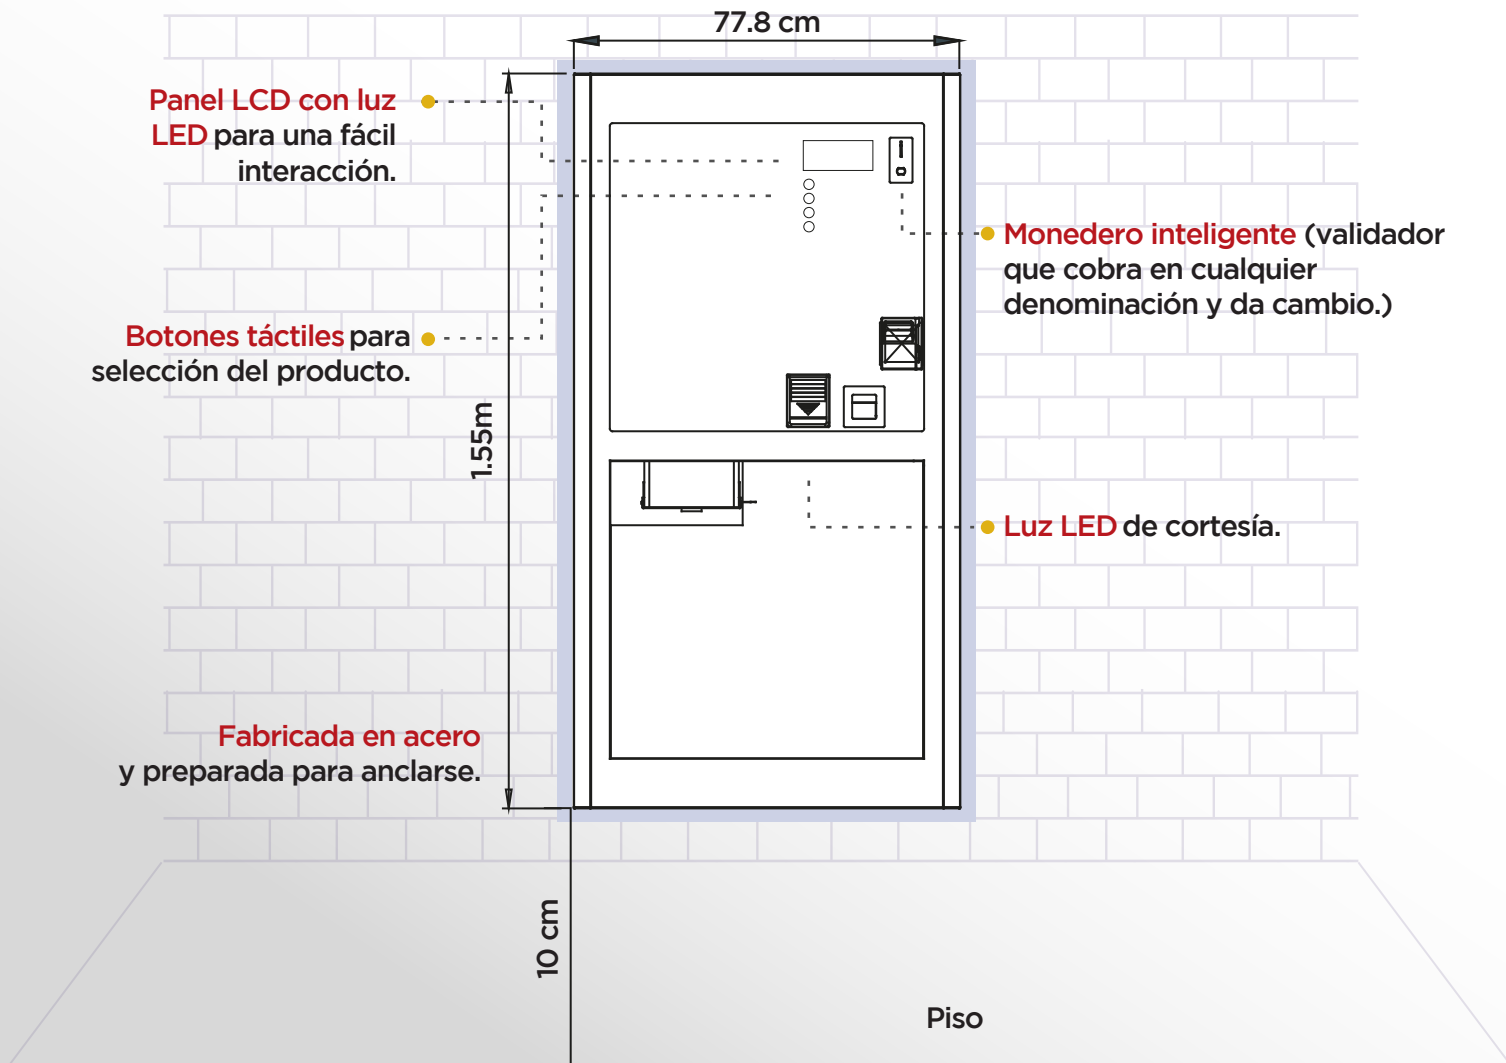 77.8 cm
Panel LCD con luz
LED para una fácil
interacción.
Monedero inteligente (validador
que cobra en cualquier
denominación y da cambio.)
Botones táctiles para
selección del producto.
1.55m
Luz LED de cortesía.
Fabricada en acero
y preparada para anclarse.
10 cm
Piso